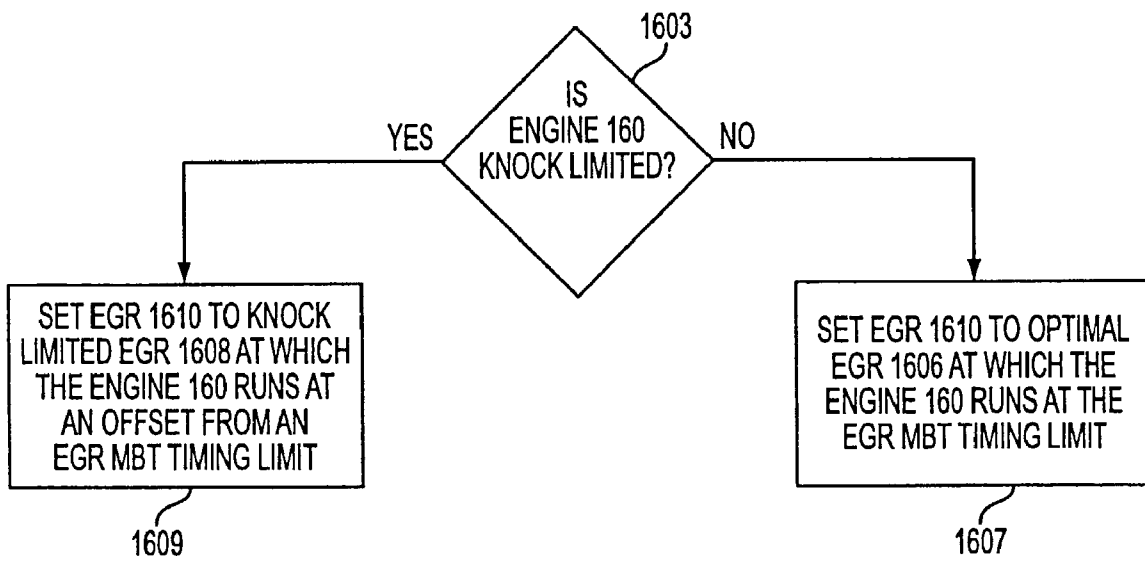 1603
IS
ENGINE 160
KNOCK LIMITED?
YES
NO
SET EGR 1610 TO KNOCK
LIMITED EGR 1608 AT WHICH
THE ENGINE 160 RUNS AT
AN OFFSET FROM AN
EGR MBT TIMING LIMIT
1609
SET EGR 1610 TO OPTIMAL
EGR 1606 AT WHICH THE
ENGINE 160 RUNS AT THE
EGR MBT TIMING LIMIT
1607